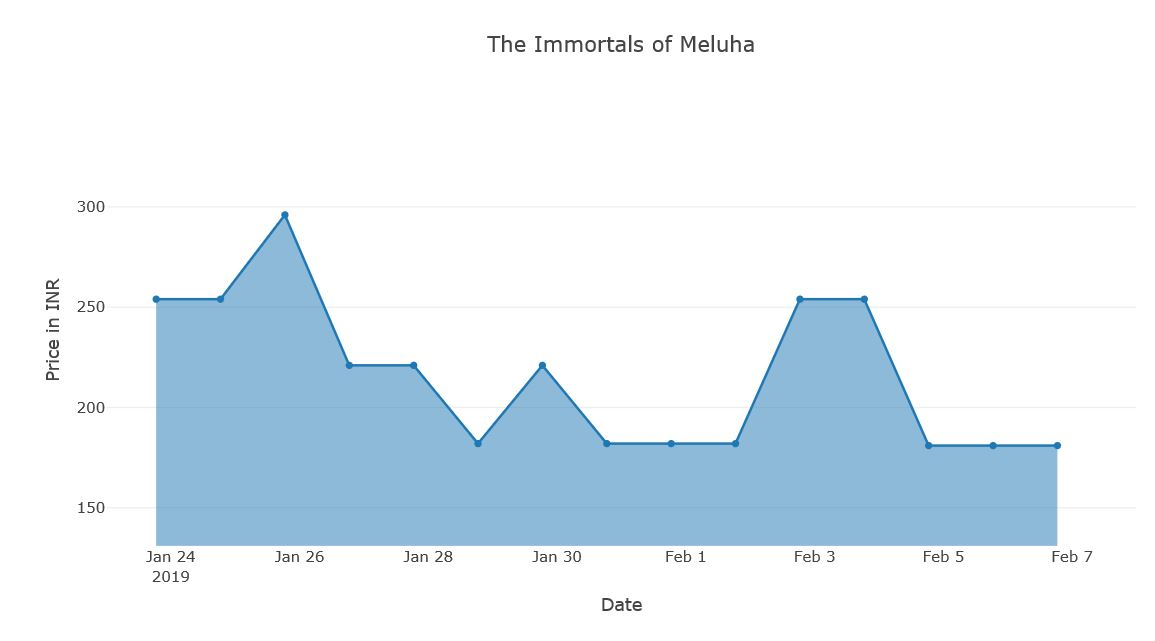 The Immortals of Meluha
300
250
200
150
Price in INR
Jan 24 Jan 26 Jan 28 Jan 30 Feb 1 Feb 3 Feb 5 Feb 7
2019
Date